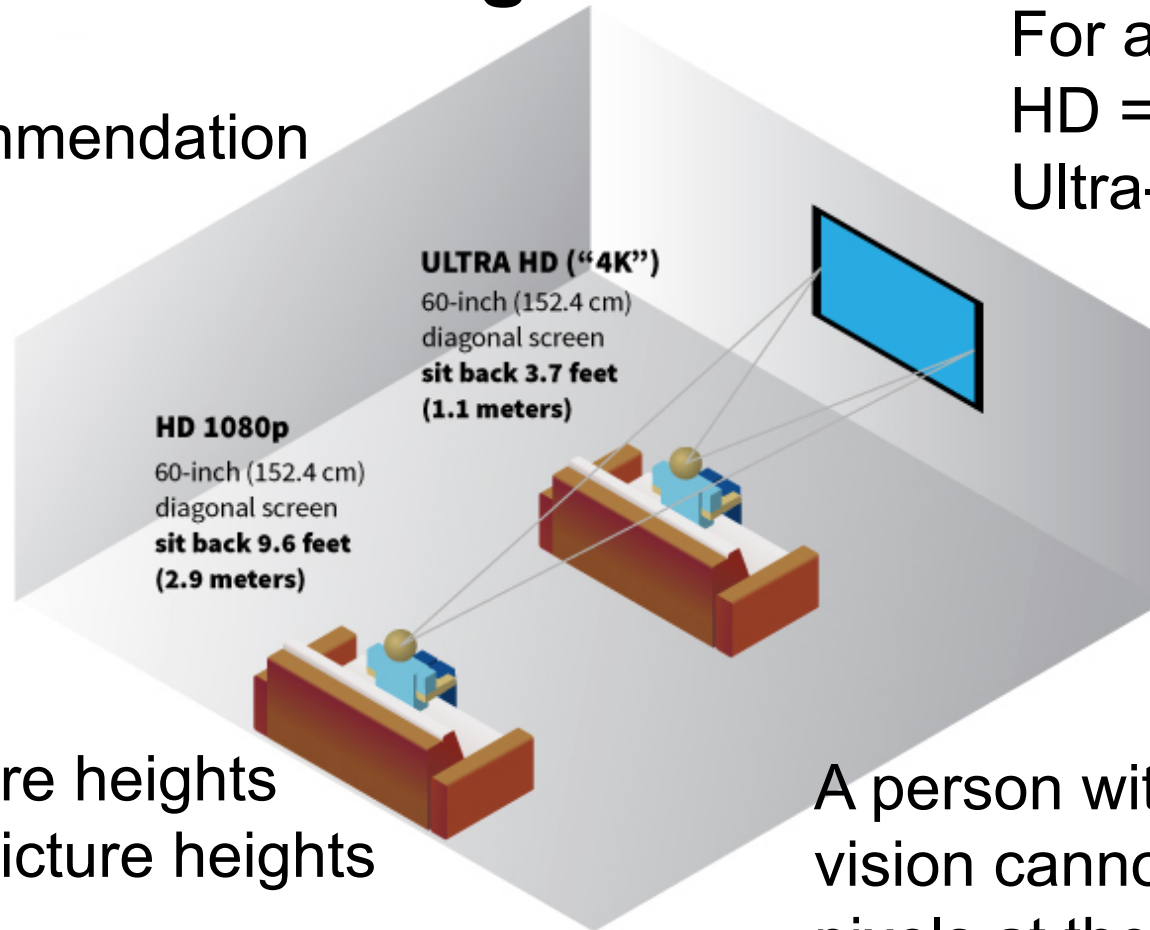 For a
HD =
Ultra-
mmendation
ULTRA HD (“4K”)
60-inch (152.4 cm)
diagonal screen
sit back 3.7 feet
(1.1 meters)
HD 1080p
60-inch (152.4 cm)
diagonal screen
sit back 9.6 feet
(2.9 meters)
re heights
icture heights
A person wit
vision canno